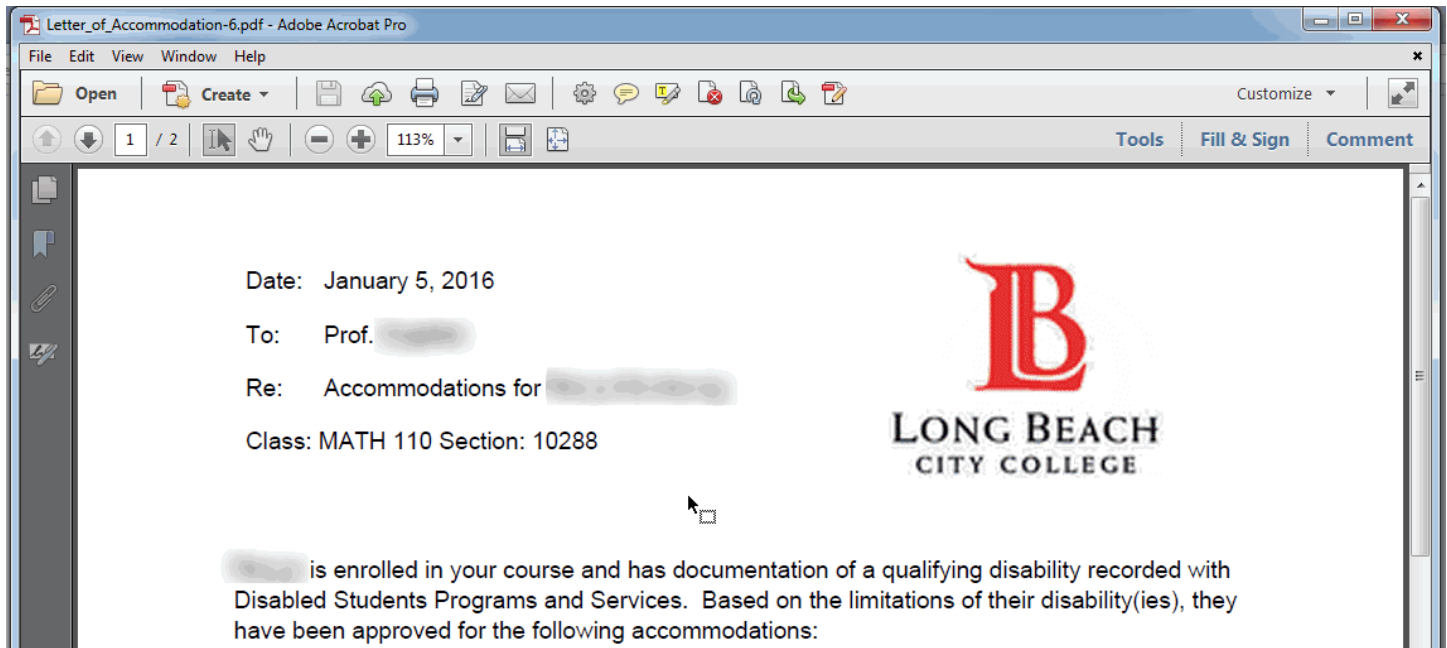 Letter_of_Accommodation-6.pdf - Adobe Acrobat Pro
File Edit View Window Help
Open Create Customize
1 / 2 113% Tools Fill & Sign Comment
Date: January 5, 2016
To: Prof.
Re: Accommodations for
Class: MATH 110 Section: 10288
LB
LONG BEACH
CITY COLLEGE
is enrolled in your course and has documentation of a qualifying disability recorded with
Disabled Students Programs and Services. Based on the limitations of their disability(ies), they
have been approved for the following accommodations: